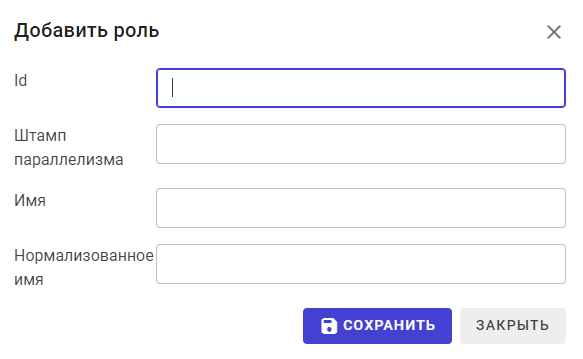 Добавить роль
Id
Штамп
параллелизма
Имя
Нормализованное
имя
СОХРАНИТЬ ЗАКРЫТЬ